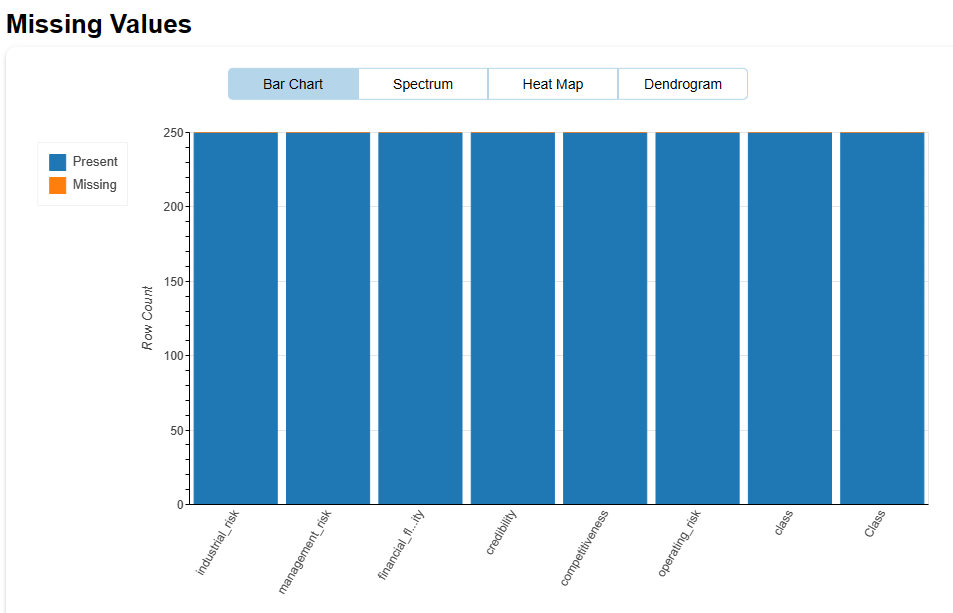 Missing Values
Bar Chart
Spectrum
Heat Map
Dendrogram
Present
Missing
250
200
150
100
50
0
Row Count
industrial_risk
management_risk
financial_fl...ity
credibility
competitiveness
operating_risk
class
Class